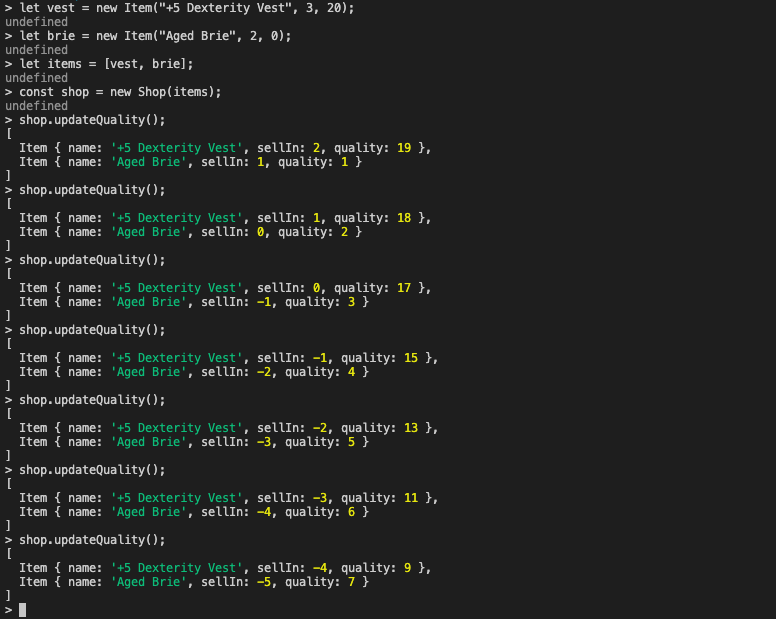 > let vest = new Item("+5 Dexterity Vest", 3, 20);
undefined
> let brie = new Item("Aged Brie", 2, 0);
undefined
> let items = [vest, brie];
undefined
> const shop = new Shop(items);
undefined
> shop.updateQuality();
[
  Item { name: '+5 Dexterity Vest', sellIn: 2, quality: 19 },
  Item { name: 'Aged Brie', sellIn: 1, quality: 1 }
]
> shop.updateQuality();
[
  Item { name: '+5 Dexterity Vest', sellIn: 1, quality: 18 },
  Item { name: 'Aged Brie', sellIn: 0, quality: 2 }
]
> shop.updateQuality();
[
  Item { name: '+5 Dexterity Vest', sellIn: 0, quality: 17 },
  Item { name: 'Aged Brie', sellIn: -1, quality: 3 }
]
> shop.updateQuality();
[
  Item { name: '+5 Dexterity Vest', sellIn: -1, quality: 15 },
  Item { name: 'Aged Brie', sellIn: -2, quality: 4 }
]
> shop.updateQuality();
[
  Item { name: '+5 Dexterity Vest', sellIn: -2, quality: 13 },
  Item { name: 'Aged Brie', sellIn: -3, quality: 5 }
]
> shop.updateQuality();
[
  Item { name: '+5 Dexterity Vest', sellIn: -3, quality: 11 },
  Item { name: 'Aged Brie', sellIn: -4, quality: 6 }
]
> shop.updateQuality();
[
  Item { name: '+5 Dexterity Vest', sellIn: -4, quality: 9 },
  Item { name: 'Aged Brie', sellIn: -5, quality: 7 }
]
>